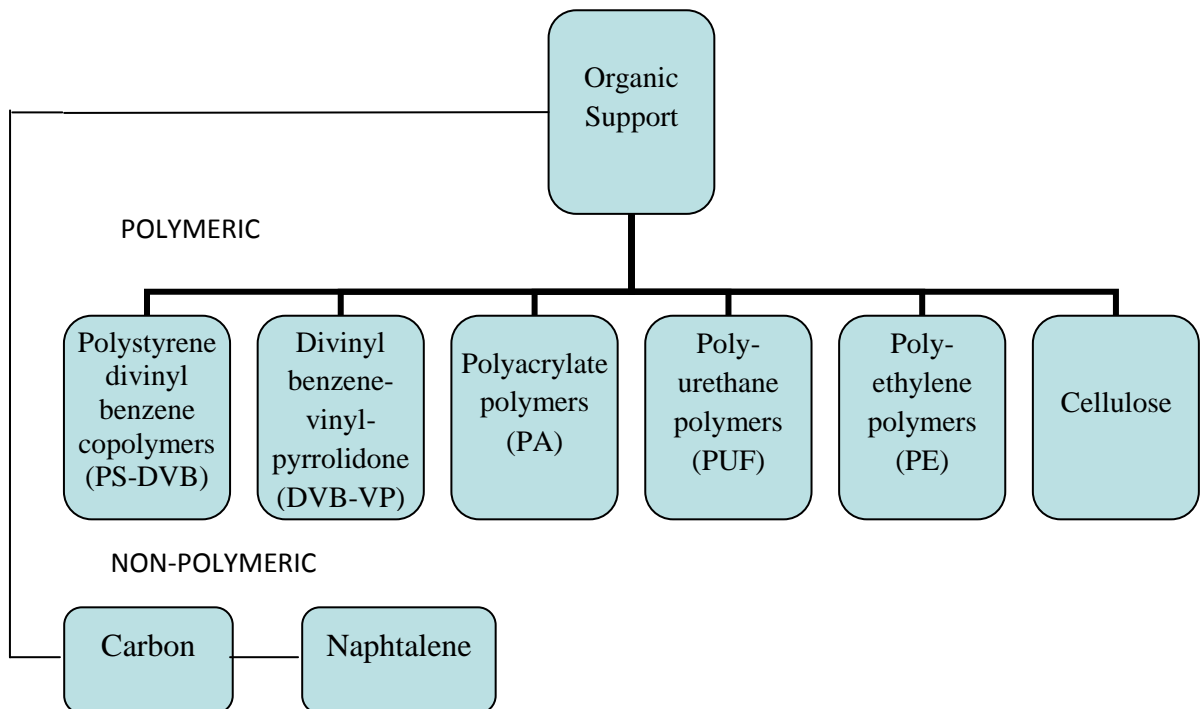 Organic
Support
POLYMERIC
Polystyrene
divinyl
benzene
copolymers
(PS-DVB)
Divinyl
benzene-
vinyl-
pyrrolidone
(DVB-VP)
Polyacrylate
polymers
(PA)
Poly-
urethane
polymers
(PUF)
Poly-
ethylene
polymers
(PE)
Cellulose
NON-POLYMERIC
Carbon
Naphtalene